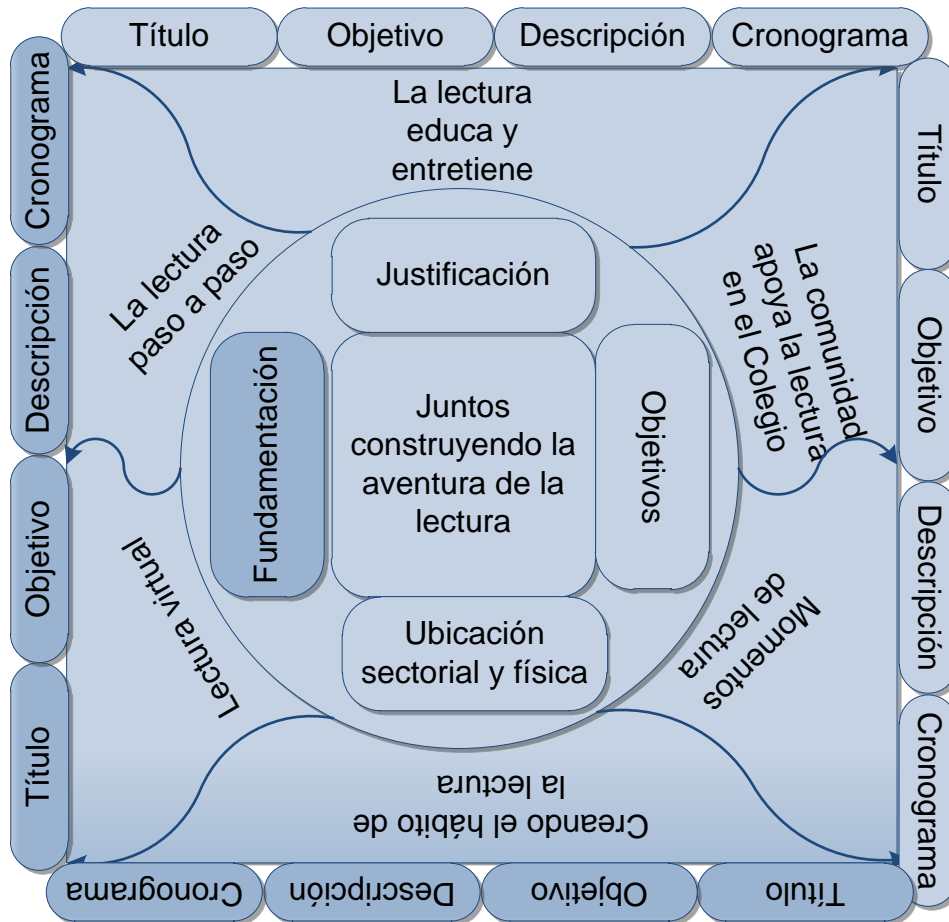 Título
Objetivo
Descripción
Cronograma
Título
Objetivo
Descripción
Cronograma
Título
Objetivo
Descripción
Cronograma
Título
Objetivo
Descripción
Cronograma
La lectura
educa y
entretiene
La comunidad
apoya la lectura
en el Colegio
Momentos
de lectura
Creando el hábito de
la lectura
Lectura virtual
La lectura
paso a paso
Justificación
Objetivos
Ubicación
sectorial y física
Fundamentación
Juntos
construyendo la
aventura de la
lectura